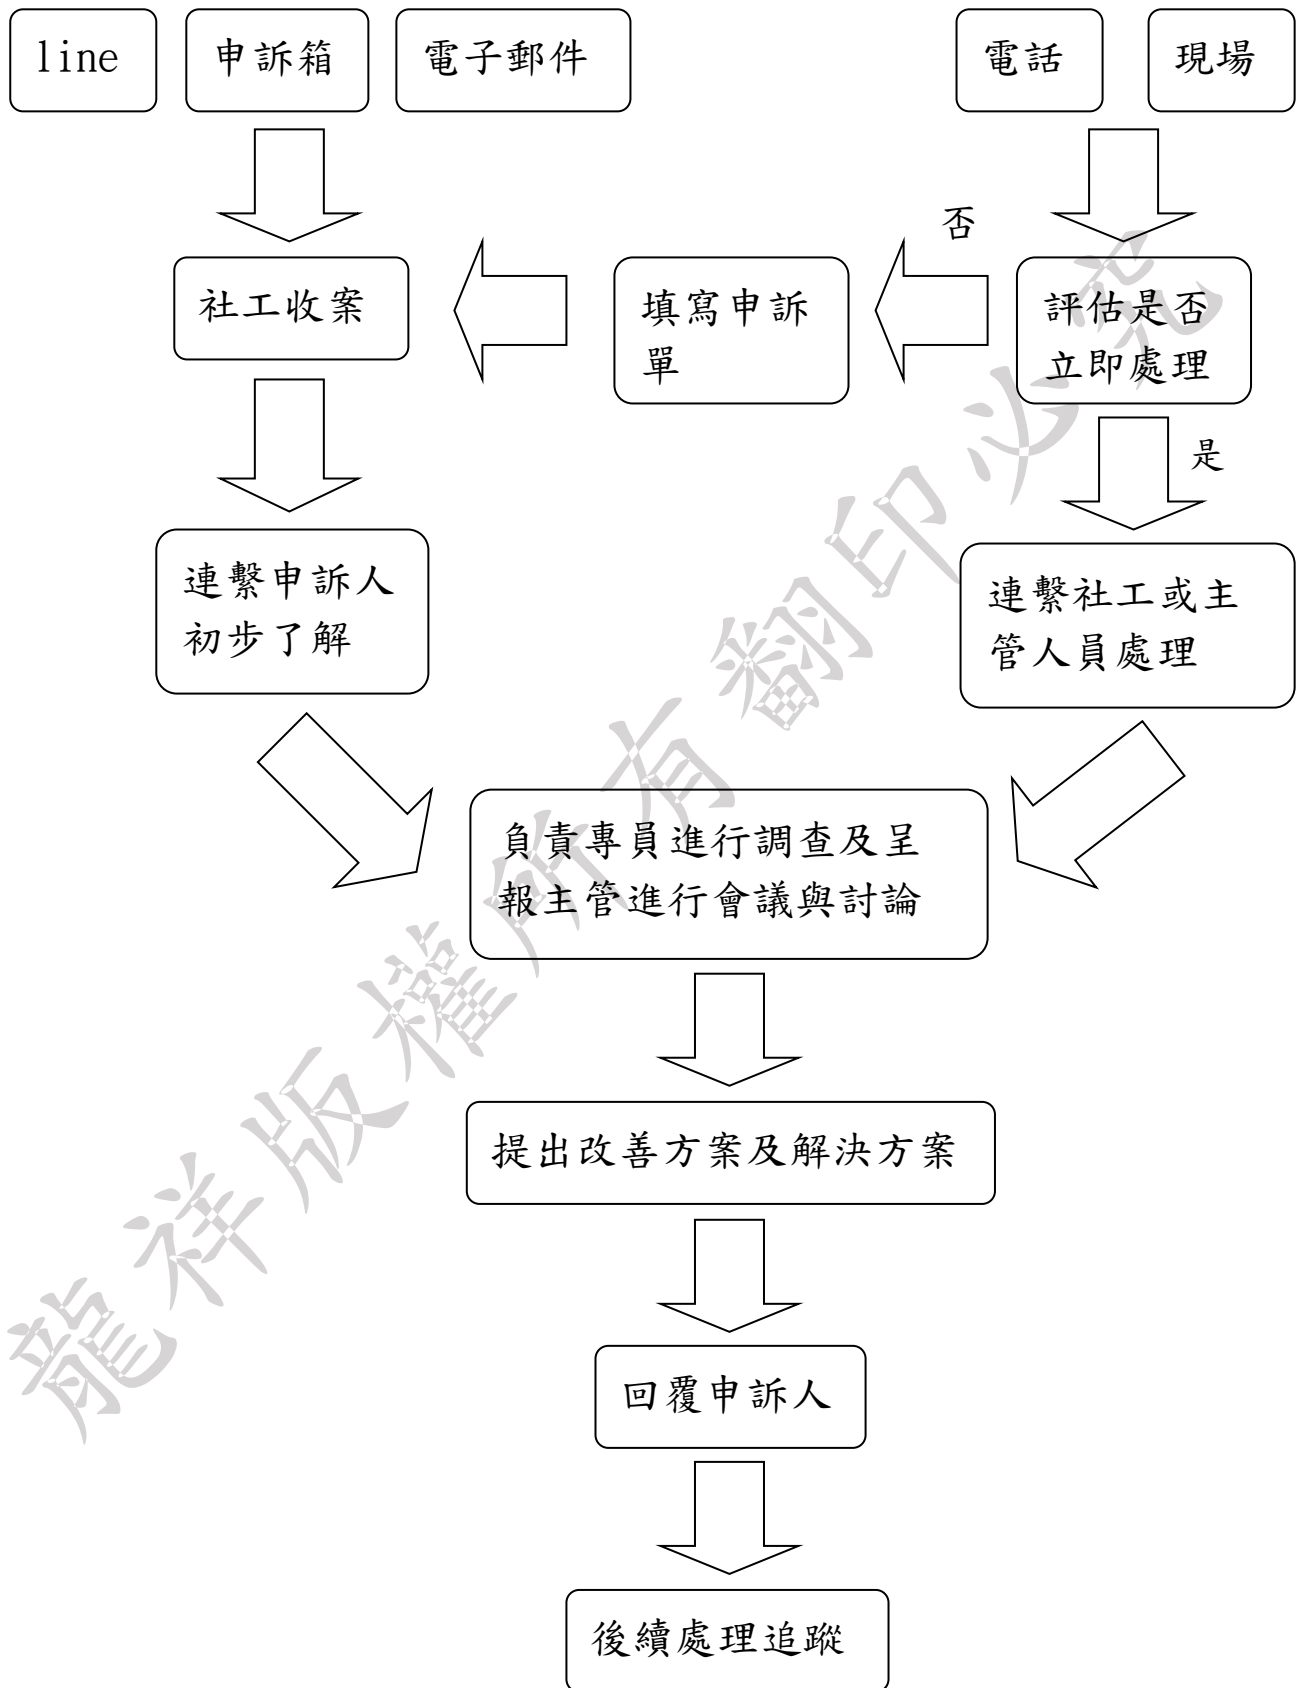 line
申訴箱
電子郵件
電話
現場
否
社工收案
填寫申訴
單
評估是否
立即處理
是
連繫申訴人
初步了解
連繫社工或主
管人員處理
負責專員進行調查及呈
報主管進行會議與討論
提出改善方案及解決方案
回覆申訴人
後續處理追蹤
龍祥版權所有翻印必究